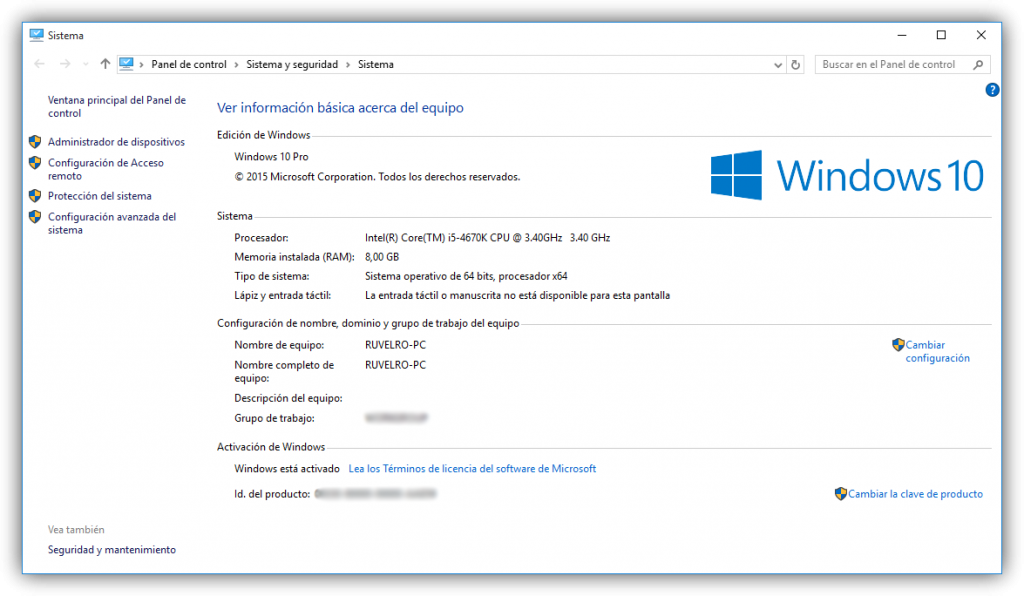 Sistema
Panel de control > Sistema y seguridad > Sistema
Buscar en el Panel de control
?
Ventana principal del Panel de
control
Administrador de dispositivos
Configuración de Acceso
remoto
Protección del sistema
Configuración avanzada del
sistema
Ver información básica acerca del equipo
Edición de Windows
Windows 10 Pro
© 2015 Microsoft Corporation. Todos los derechos reservados.
Windows 10
Sistema
Procesador: Intel(R) Core(TM) i5-4670K CPU @ 3.40GHz 3.40 GHz
Memoria instalada (RAM): 8,00 GB
Tipo de sistema: Sistema operativo de 64 bits, procesador x64
Lápiz y entrada táctil: La entrada táctil o manuscrita no está disponible para esta pantalla
Configuración de nombre, dominio y grupo de trabajo del equipo
Nombre de equipo: RUVELRO-PC
Cambiar
configuración
Nombre completo de
equipo: RUVELRO-PC
Descripción del equipo:
Grupo de trabajo:
Activación de Windows
Windows está activado Lea los Términos de licencia del software de Microsoft
Id. del producto:
Cambiar la clave de producto
Vea también
Seguridad y mantenimiento